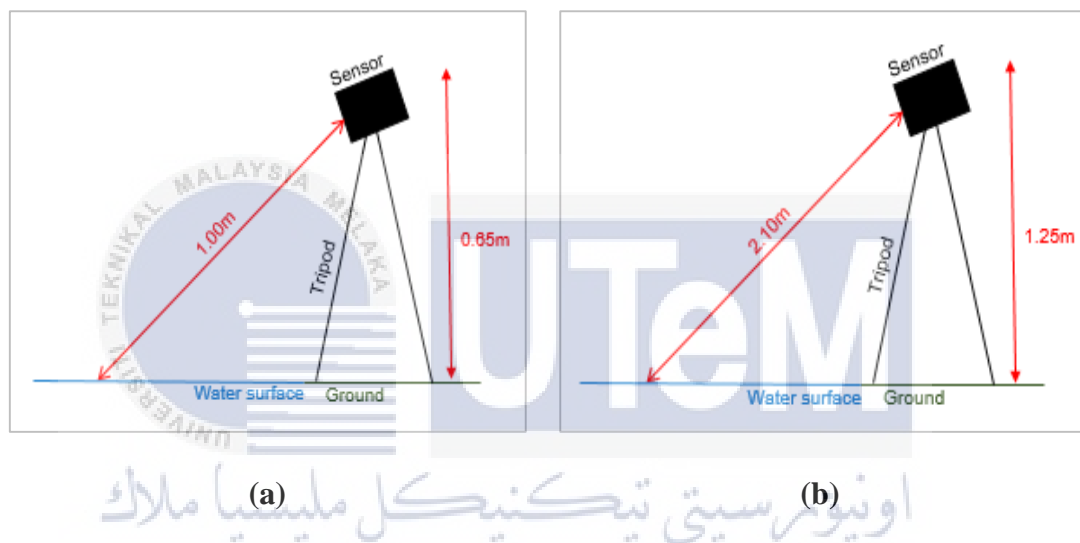 Sensor
1.00m
0.65m
Tripod
Water surface
Ground
(a)
Sensor
2.10m
1.25m
Tripod
Water surface
Ground
(b)
UNIVERSITI TEKNIKAL MALAYSIA MELAKA
UTeM
اونيۏرسيتي تيكنيكل مليسيا ملاك